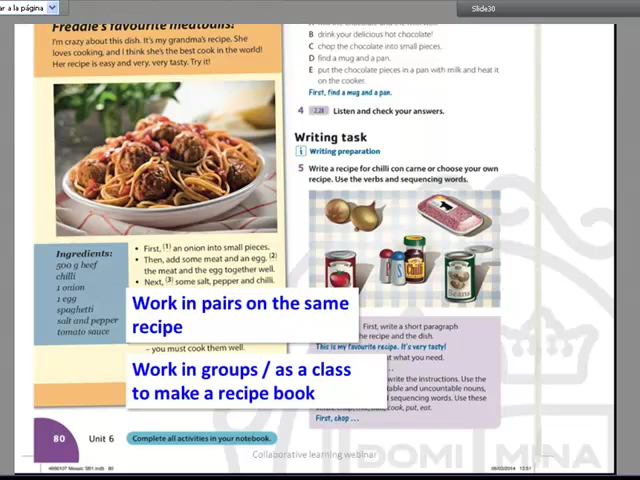 ar a la página
Slide30
Freddie's favourite meatballs!
I'm crazy about this dish. It's my grandma's recipe. She
loves cooking, and I think she's the best cook in the world!
Her recipe is easy and very, very tasty. Try it!
Ingredients:
500 g beef
chilli
1 onion
1 egg
spaghetti
salt and pepper
tomato sauce
• First, (1) an onion into small pieces.
• Then, add some meat and an egg. (2)
the meat and the egg together well.
• Next, (3) some salt, pepper and chilli.
Work in pairs on the same
recipe
– you must cook them well.
Work in groups / as a class
to make a recipe book
80 Unit 6 Complete all activities in your notebook.
B drink your delicious hot chocolate!
C chop the chocolate into small pieces.
D find a mug and a pan.
E put the chocolate pieces in a pan with milk and heat it
on the cooker.
First, find a mug and a pan.
4 2.28 Listen and check your answers.
Writing task
i Writing preparation
5 Write a recipe for chilli con carne or choose your own
recipe. Use the verbs and sequencing words.
P S
Chilli
Beans
First, write a short paragraph
the recipe and the dish.
This is my favourite recipe. It's very tasty!
what you need.
write the instructions. Use the
table and uncountable nouns,
sequencing words. Use these
cook, put, eat.
First, chop ...
Collaborative learning webinar
DOMI MINA